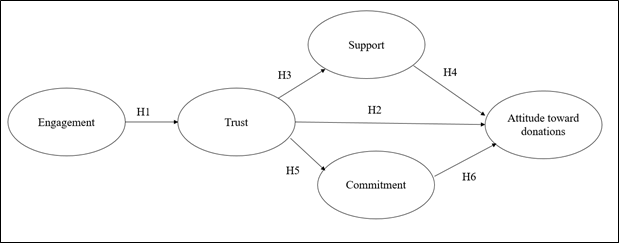 Support
H3
H4
H1
H2
Engagement
Trust
Attitude toward
donations
H5
H6
Commitment